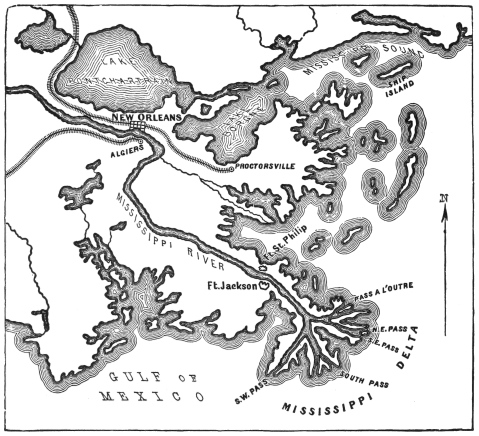 LAKE
PONTCHARTRAIN
MISSISSIPPI SOUND
SHIP
ISLAND
LAKE
BORGNE
NEW ORLEANS
ALGIERS
PROCTORSVILLE
N
MISSISSIPPI RIVER
Ft. St. Philip
Ft. Jackson
PASS A L'OUTRE
N.E. PASS
S.E. PASS
SOUTH PASS
S.W. PASS
MISSISSIPPI DELTA
GULF OF
MEXICO